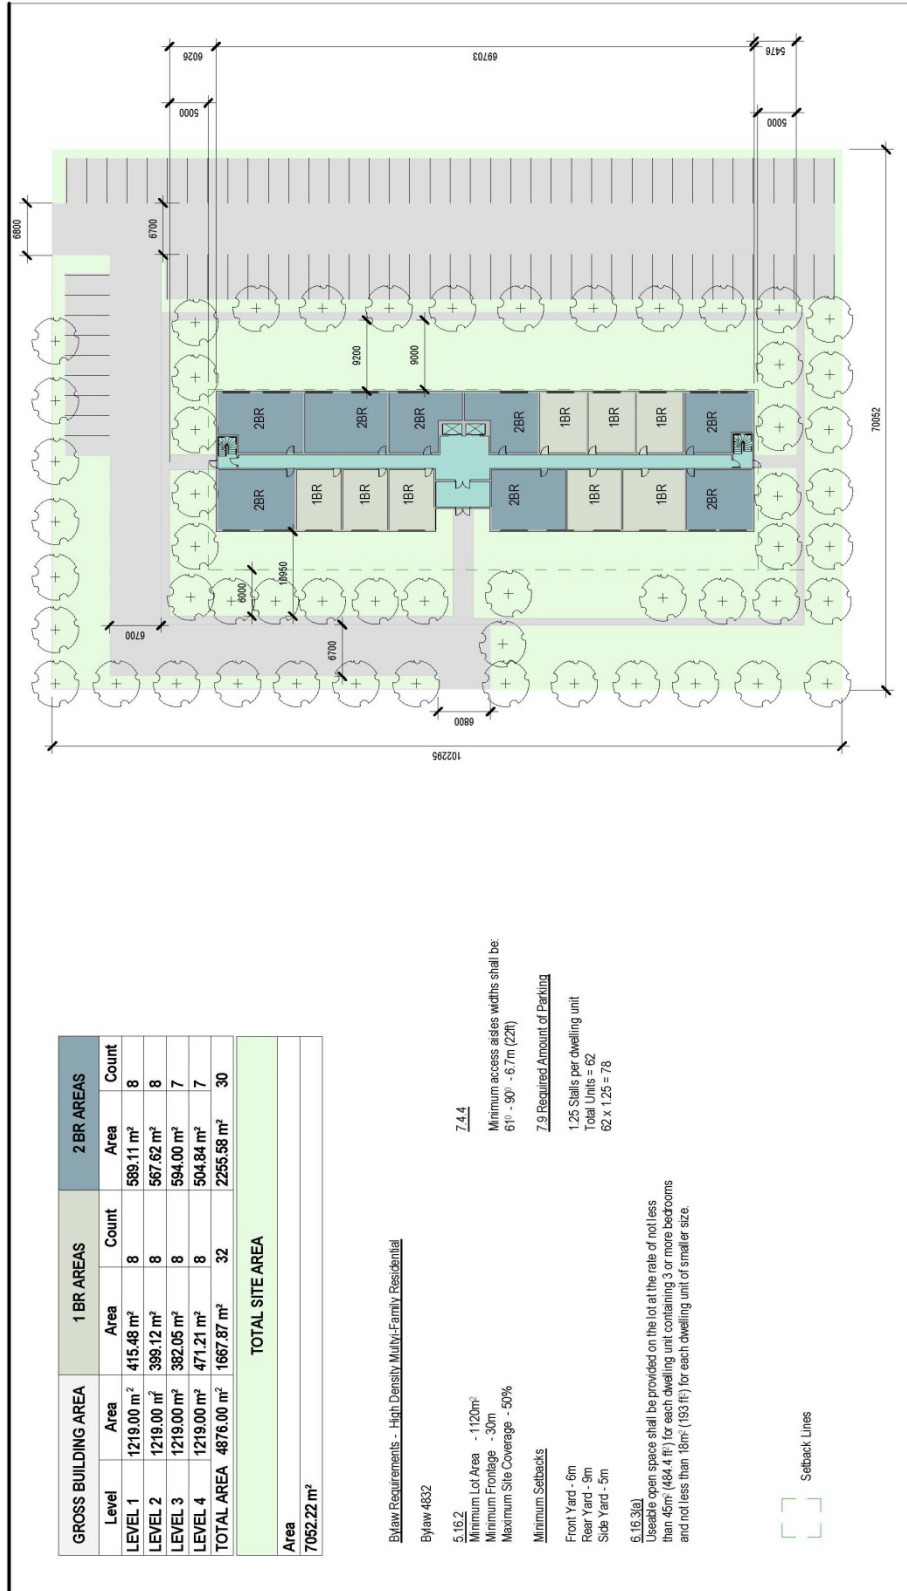 GROSS BUILDING AREA 1 BR AREAS 2 BR AREAS
Level Area Area Count Area Count
LEVEL 1 1219.00 m² 415.48 m² 8 589.11 m² 8
LEVEL 2 1219.00 m² 399.12 m² 8 567.62 m² 8
LEVEL 3 1219.00 m² 382.05 m² 8 594.00 m² 7
LEVEL 4 1219.00 m² 471.21 m² 8 504.84 m² 7
TOTAL AREA 4876.00 m² 1667.87 m² 32 2255.58 m² 30
TOTAL SITE AREA
Area
7052.22 m²
Bylaw Requirements - High Density Multyi-Family Residential
Bylaw 4832
5.16.2
Minimum Lot Area - 1120m²
Minimum Frontage - 30m
Maximum Site Coverage - 50%
Minimum Setbacks
Front Yard - 6m
Rear Yard - 9m
Side Yard - 5m
6.16.3(a)
Useable open space shall be provided on the lot at the rate of not less
than 45m² (484.4 ft²) for each dwelling unit containing 3 or more bedrooms
and not less than 18m² (193 ft²) for each dwelling unit of smaller size.
7.4.4
Minimum access aisles widths shall be:
61⁰ - 90⁰ - 6.7m (22ft)
7.9 Required Amount of Parking
1.25 Stalls per dwelling unit
Total Units = 62
62 x 1.25 = 78
Setback Lines
6026
69703
5476
5000
5000
6800
6700
9200
9000
2BR
2BR
2BR
2BR
1BR
1BR
1BR
2BR
2BR
1BR
1BR
1BR
2BR
1BR
1BR
2BR
10950
6000
6700
6700
6800
70052
102295